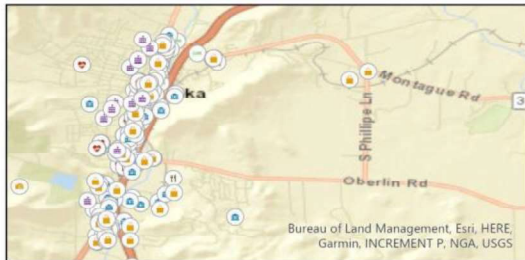 ka
Montague Rd
3
S Phillipe Ln
Oberlin Rd
Bureau of Land Management, Esri, HERE,
Garmin, INCREMENT P, NGA, USGS